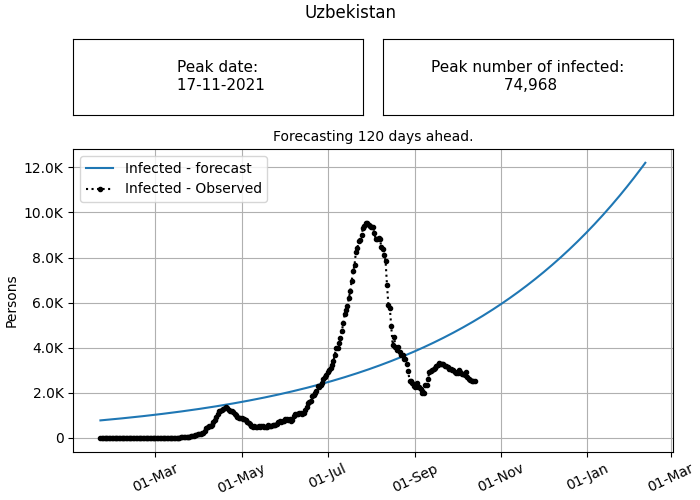 Uzbekistan
Peak date:
17-11-2021
Peak number of infected:
74,968
Forecasting 120 days ahead.
Infected - forecast
Infected - Observed
Persons
12.0K
10.0K
8.0K
6.0K
4.0K
2.0K
0
01-Mar
01-May
01-Jul
01-Sep
01-Nov
01-Jan
01-Mar